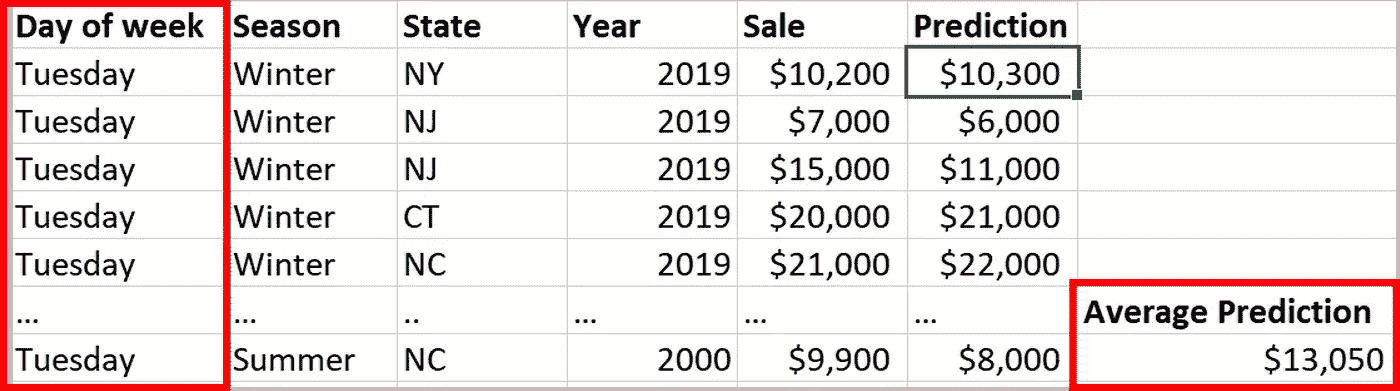 Day of week Season State Year Sale Prediction
Tuesday Winter NY 2019 $10,200 $10,300
Tuesday Winter NJ 2019 $7,000 $6,000
Tuesday Winter NJ 2019 $15,000 $11,000
Tuesday Winter CT 2019 $20,000 $21,000
Tuesday Winter NC 2019 $21,000 $22,000
... ... .. ... ... ... Average Prediction
Tuesday Summer NC 2000 $9,900 $8,000 $13,050